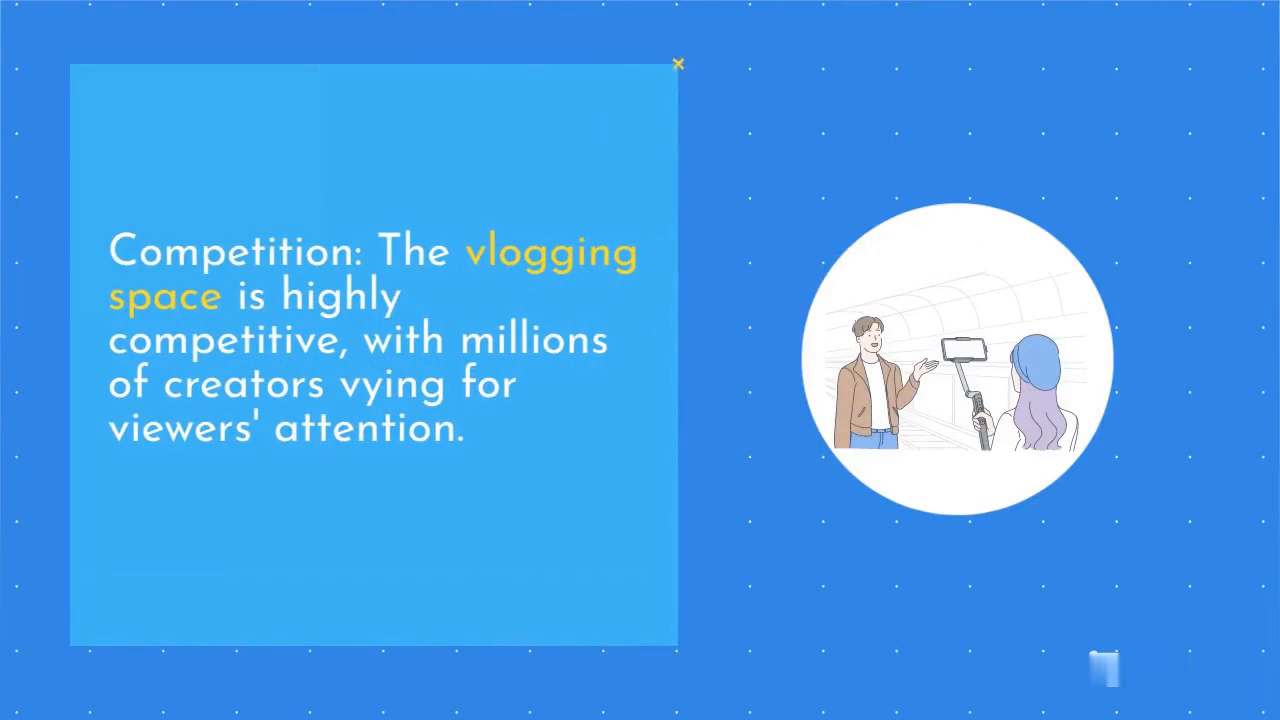 Competition: The vlogging
space is highly
competitive, with millions
of creators vying for
viewers' attention.